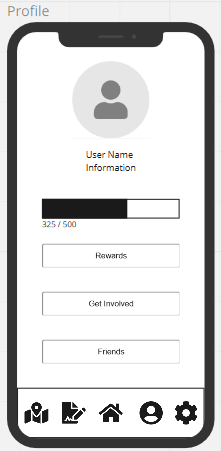 Profile
User Name
Information
325 / 500
Rewards
Get Involved
Friends